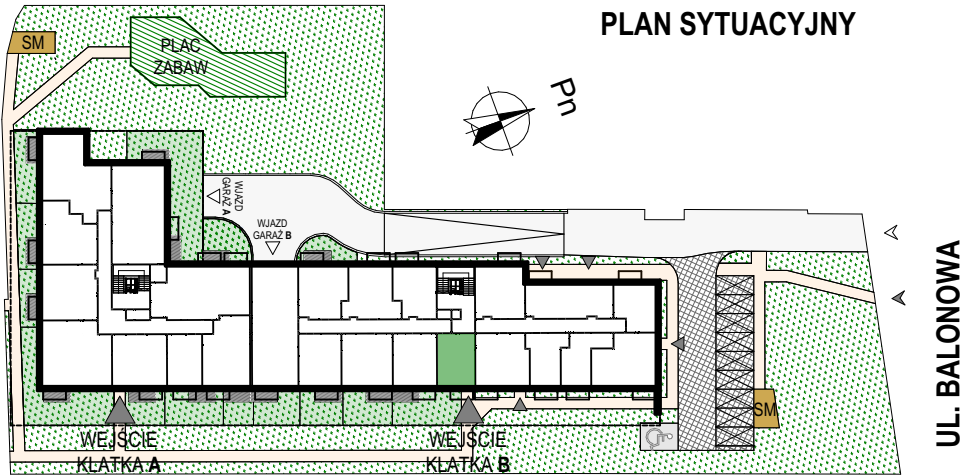 PLAN SYTUACYJNY
SM
PLAC
ZABAW
Pn
WJAZD
GARAŻ A
WJAZD
GARAŻ B
UL. BALONOWA
SM
WEJŚCIE
KLATKA A
WEJŚCIE
KLATKA B